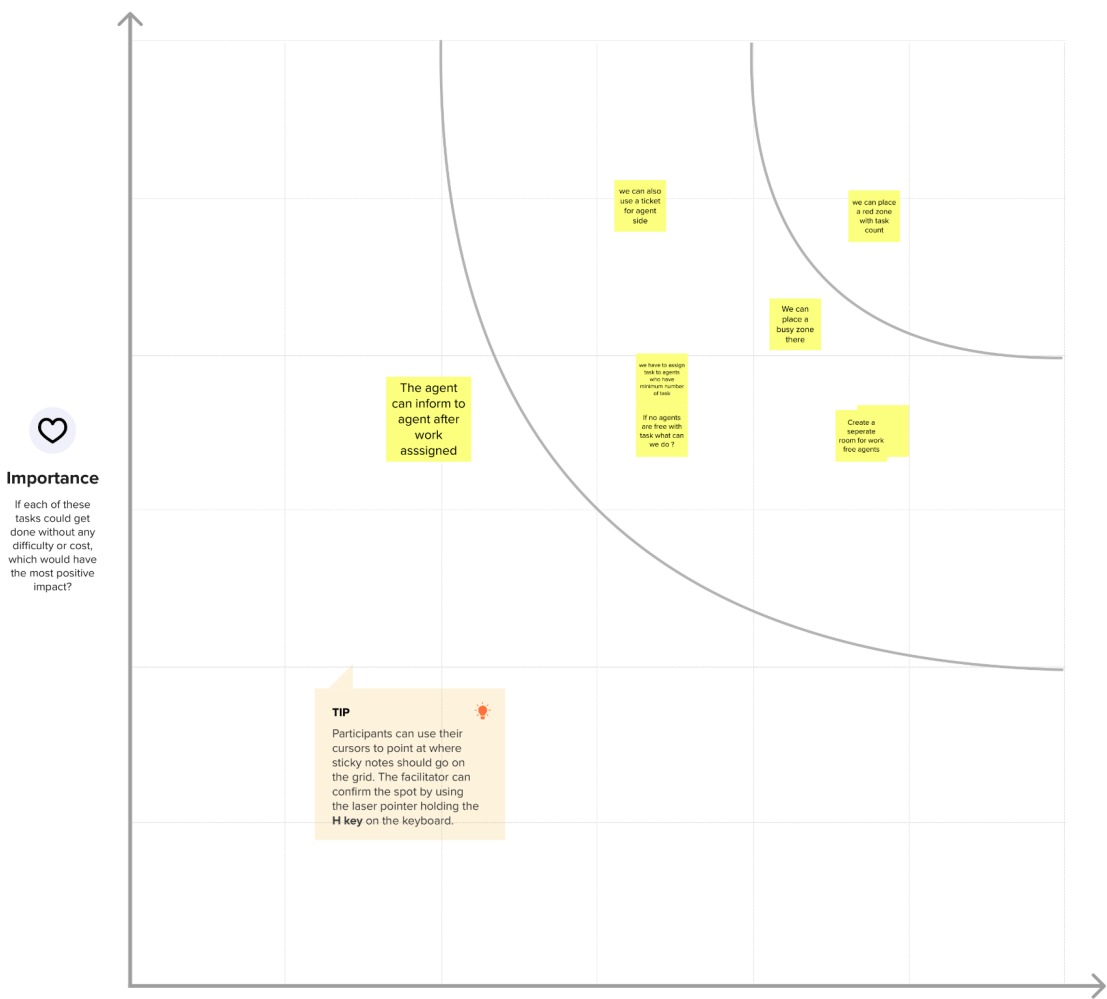 we can also
use a ticket
for agent
side
we can place
a red zone
with task
count
We can
place a
busy zone
there
we have to assign
task to agents
who have
minimum number
of task
The agent
can inform to
agent after
work
asssigned
If no agents
are free with
task what can
we do ?
Create a
seperate
room for work
free agents
Importance
If each of these
tasks could get
done without any
difficulty or cost,
which would have
the most positive
impact?
TIP
Participants can use their
cursors to point at where
sticky notes should go on
the grid. The facilitator can
confirm the spot by using
the laser pointer holding the
H key on the keyboard.